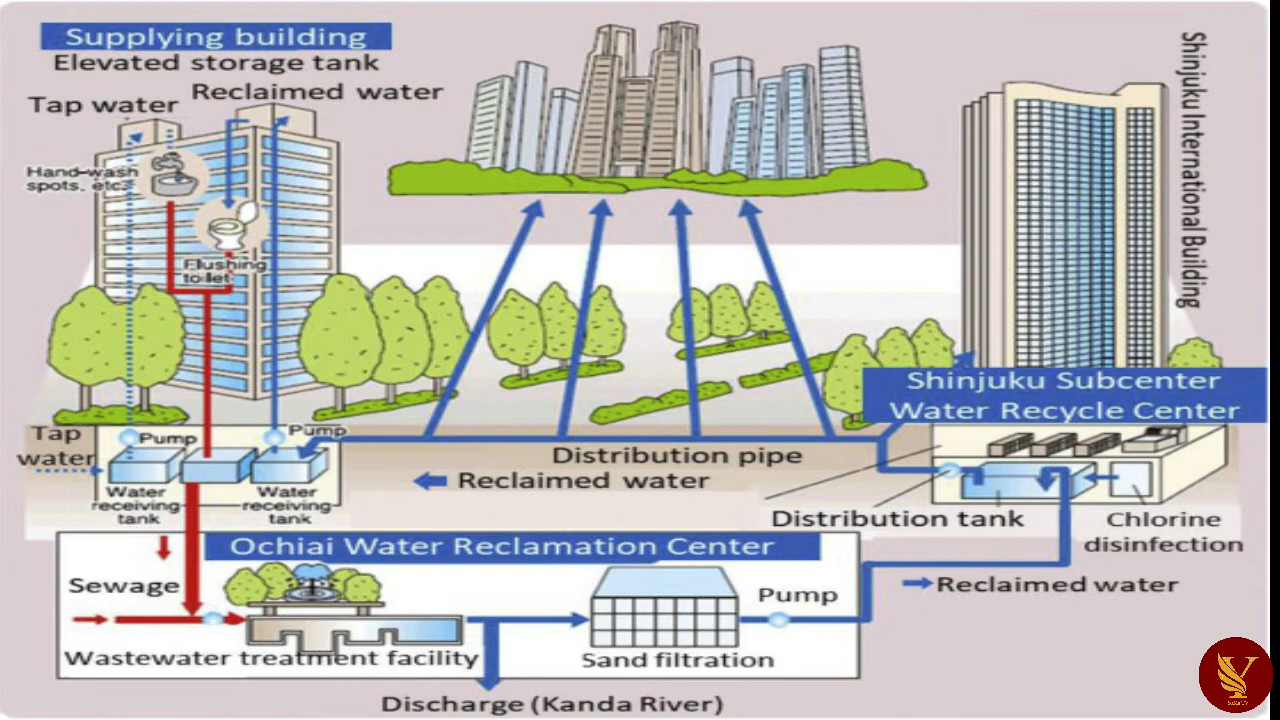 Supplying building
Elevated storage tank
Tap water
Reclaimed water
Hand-wash
spots, etc.
Flushing
toilet
Shinjuku International Building
Shinjuku Subcenter
Water Recycle Center
Tap
water
Pump
Pump
Water
receiving
tank
Water
receiving
tank
Distribution pipe
Reclaimed water
Distribution tank
Chlorine
disinfection
Ochiai Water Reclamation Center
Sewage
Pump
Reclaimed water
Wastewater treatment facility
Sand filtration
Discharge (Kanda River)